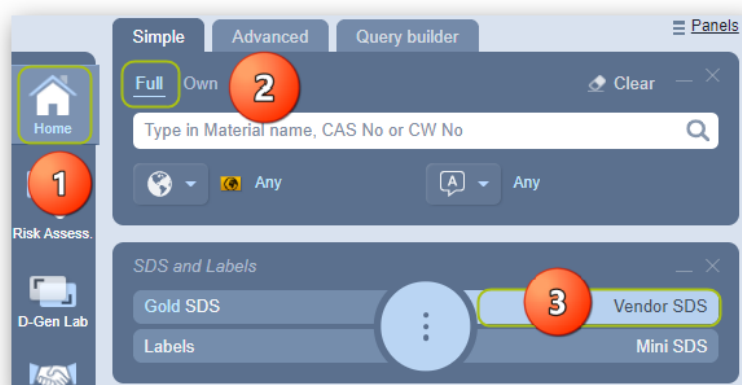 Panels
Simple Advanced Query builder
Full Own 2 Clear
Home
Type in Material name, CAS No or CW No
1
Any A Any
Risk Assess.
SDS and Labels
Gold SDS 3 Vendor SDS
D-Gen Lab
Labels Mini SDS